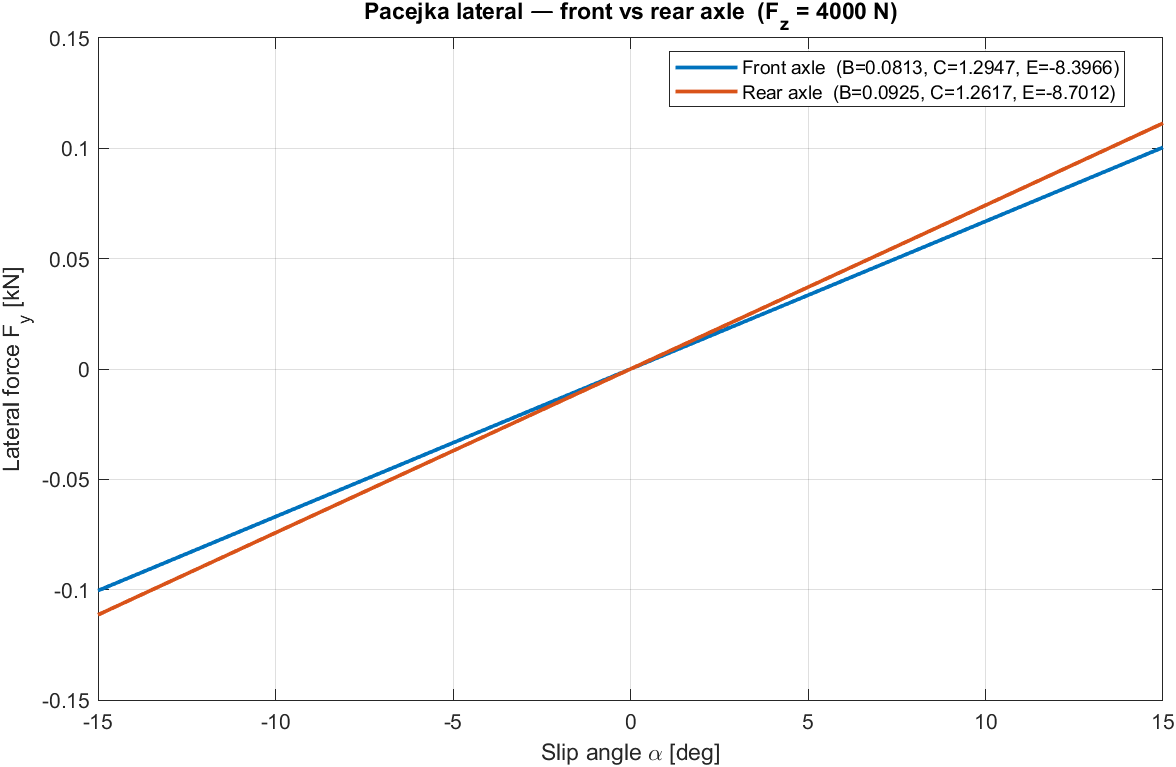 Pacejka lateral — front vs rear axle (F_z = 4000 N)
Front axle (B=0.0813, C=1.2947, E=-8.3966)
Rear axle (B=0.0925, C=1.2617, E=-8.7012)
0.15
0.1
0.05
0
-0.05
-0.1
-0.15
Lateral force F_y [kN]
-15 -10 -5 0 5 10 15
Slip angle α [deg]